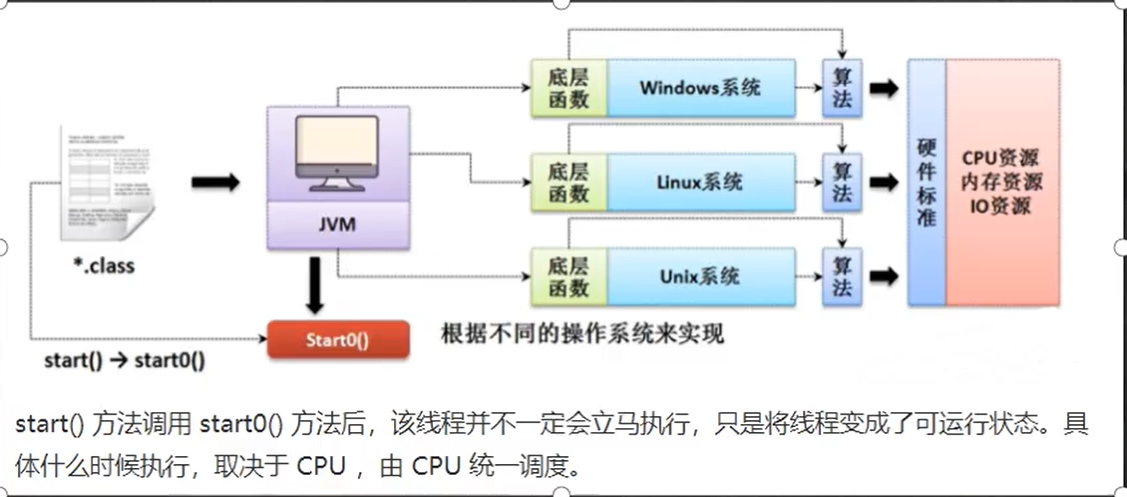 底层
函数
Windows系统
算
法
JVM
底层
函数
Linux系统
算
法
硬
件
标
准
CPU资源
内存资源
IO资源
*.class
底层
函数
Unix系统
算
法
Start0()
根据不同的操作系统来实现
start() → start0()
start() 方法调用 start0() 方法后，该线程并不一定会立马执行，只是将线程变成了可运行状态。具
体什么时候执行，取决于 CPU ，由 CPU 统一调度。